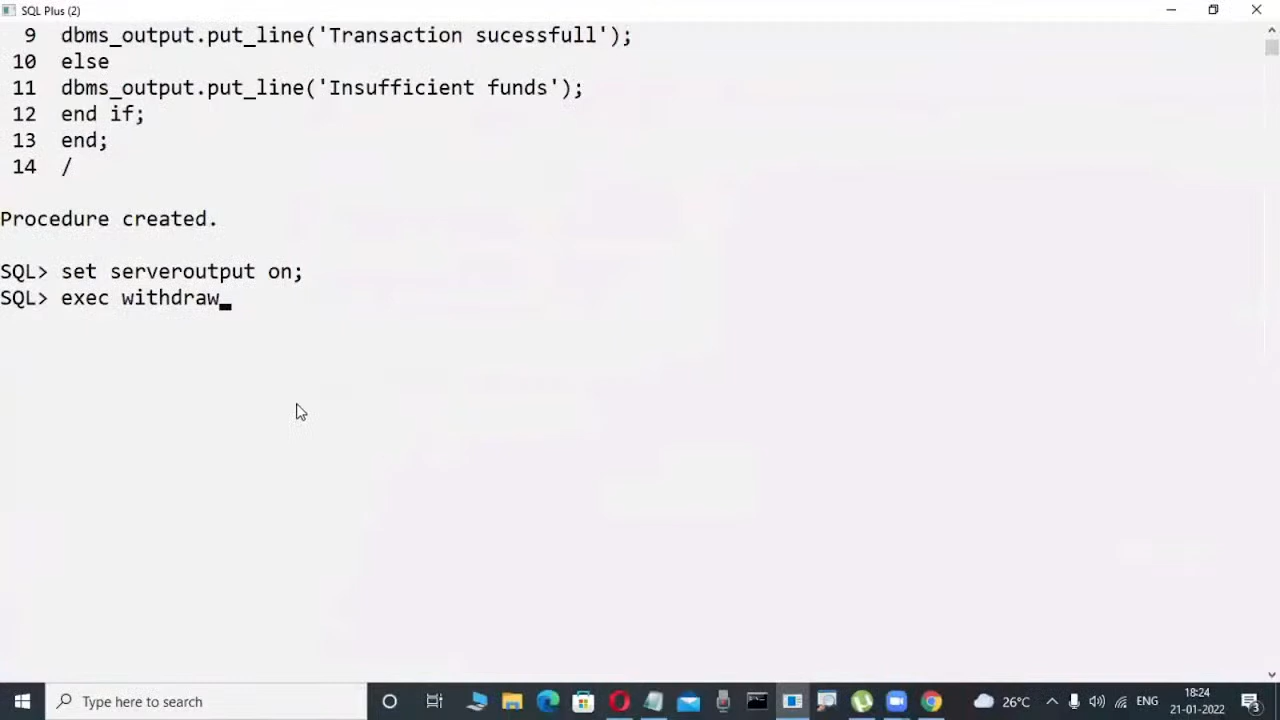 SQL Plus (2)
9 dbms_output.put_line('Transaction sucessfull');
10 else
11 dbms_output.put_line('Insufficient funds');
12 end if;
13 end;
14 /
Procedure created.
SQL> set serveroutput on;
SQL> exec withdraw_
Type here to search
26°C
ENG
18:24
21-01-2022
3